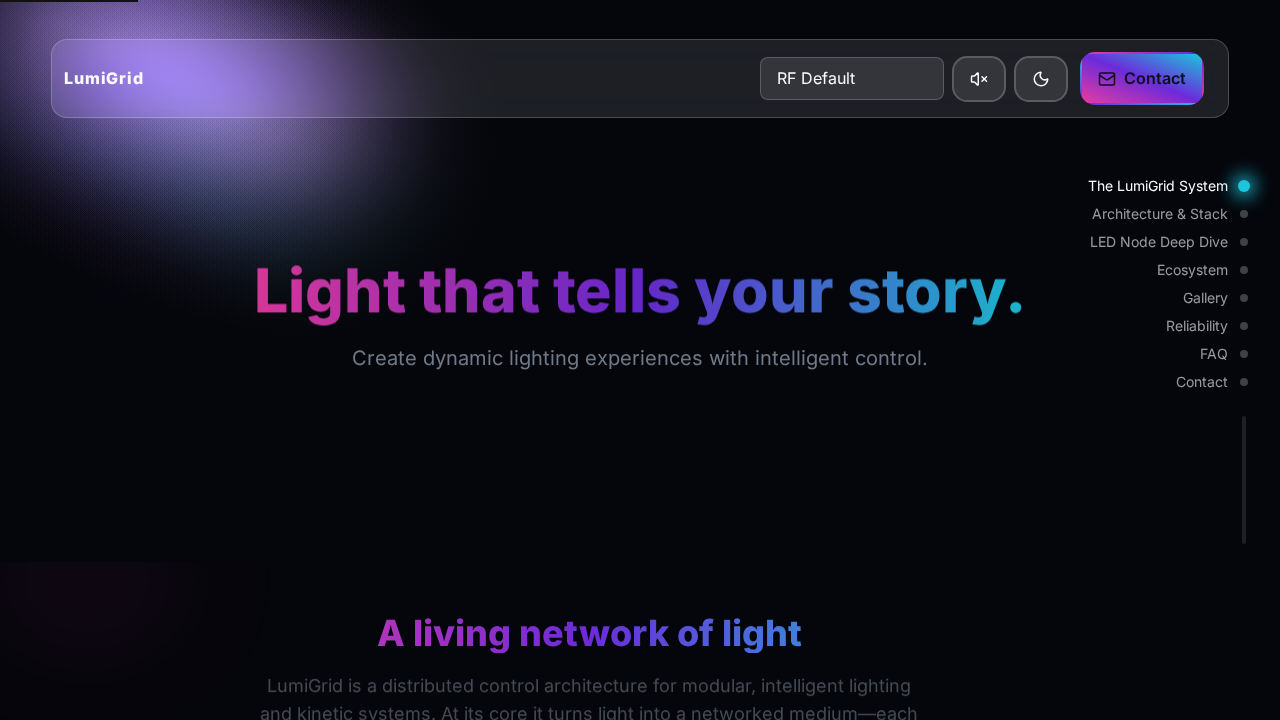 LumiGrid
RF Default
Contact
The LumiGrid System
Architecture & Stack
LED Node Deep Dive
Ecosystem
Gallery
Reliability
FAQ
Contact
Light that tells your story.
Create dynamic lighting experiences with intelligent control.
A living network of light
LumiGrid is a distributed control architecture for modular, intelligent lighting
and kinetic systems. At its core it turns light into a networked medium—each